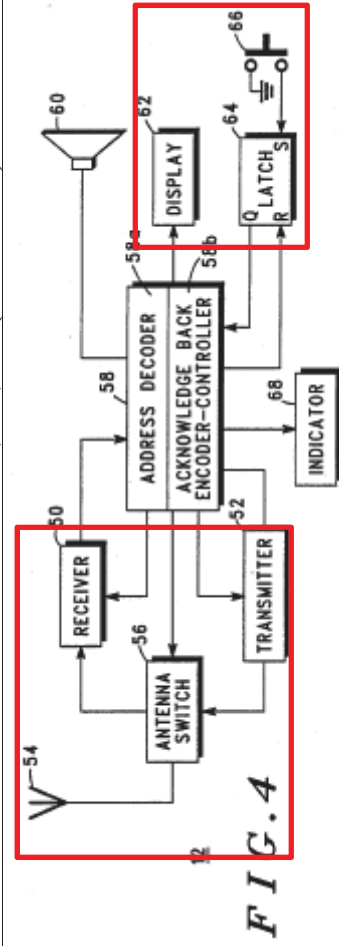 54
60
50
RECEIVER
58
ADDRESS DECODER
58a
62
DISPLAY
56
ANTENNA
SWITCH
ACKNOWLEDGE BACK
ENCODER-CONTROLLER
58b
64
Q
LATCH
R
S
66
52
TRANSMITTER
68
INDICATOR
12
FIG.4